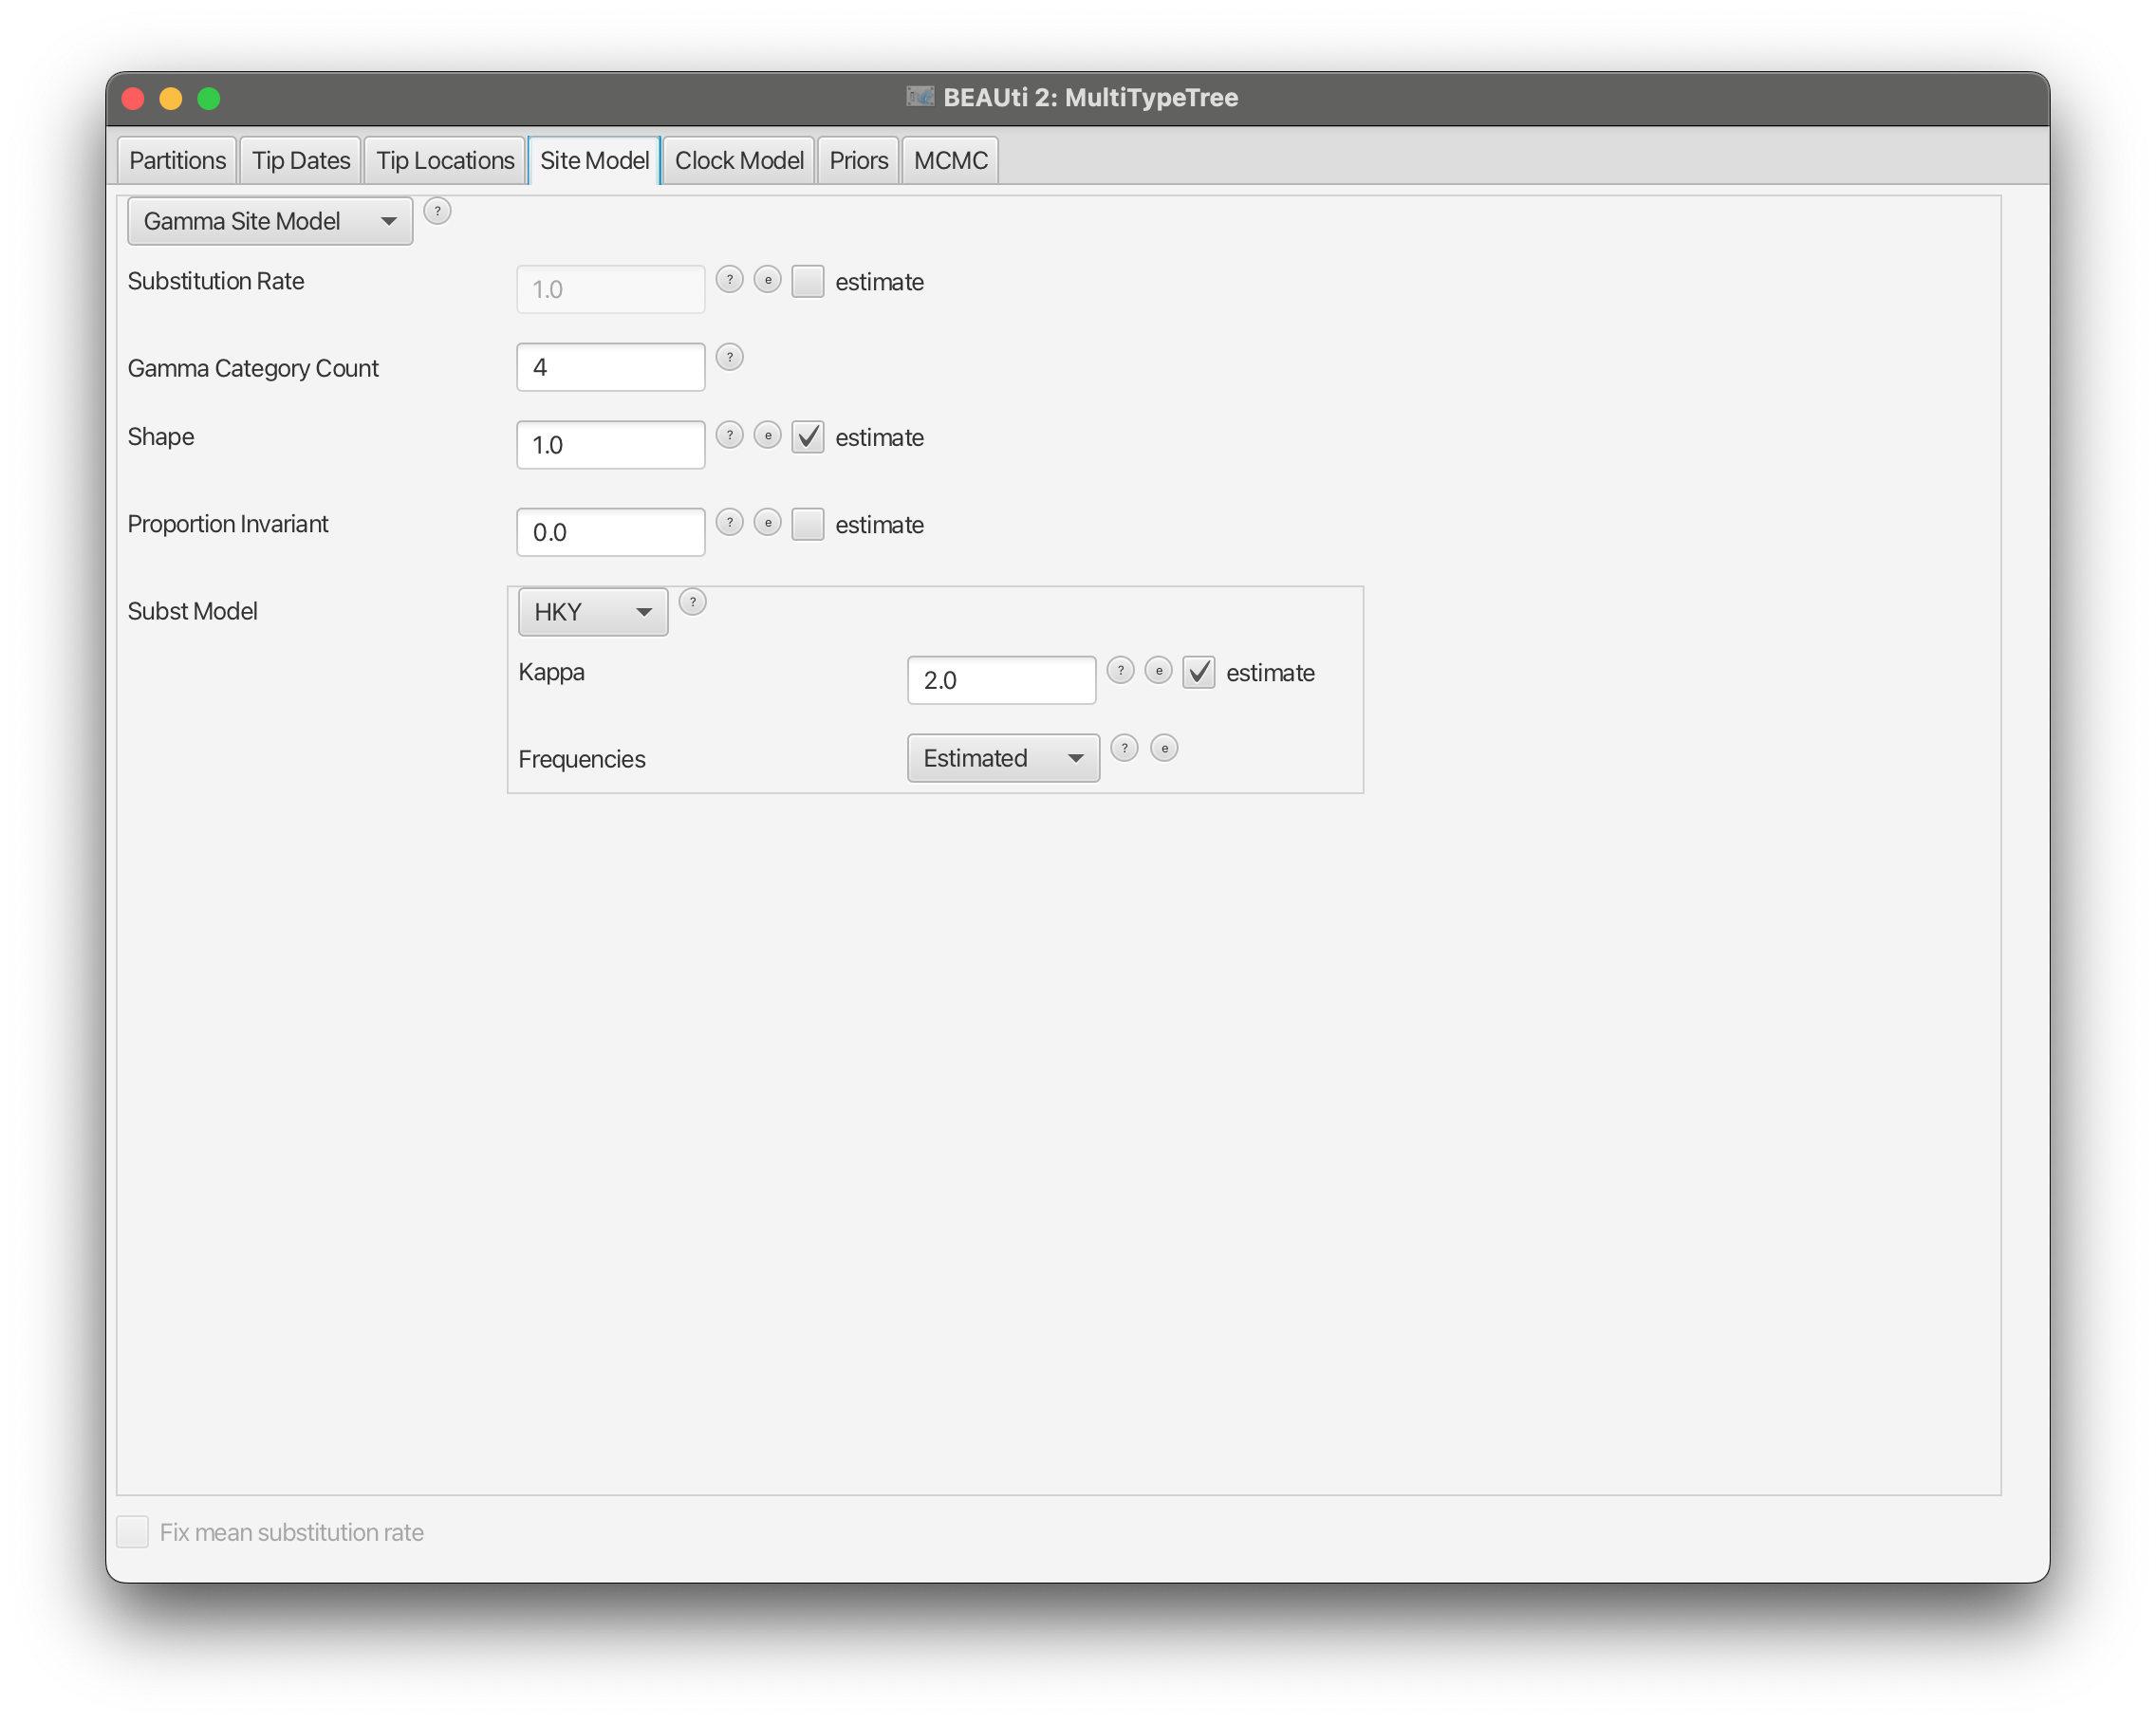 BEAUti 2: MultiTypeTree
Partitions Tip Dates Tip Locations Site Model Clock Model Priors MCMC
Gamma Site Model ?
Substitution Rate 1.0 ? e estimate
Gamma Category Count 4 ?
Shape 1.0 ? e estimate
Proportion Invariant 0.0 ? e estimate
Subst Model HKY ?
Kappa 2.0 ? e estimate
Frequencies Estimated ? e
Fix mean substitution rate